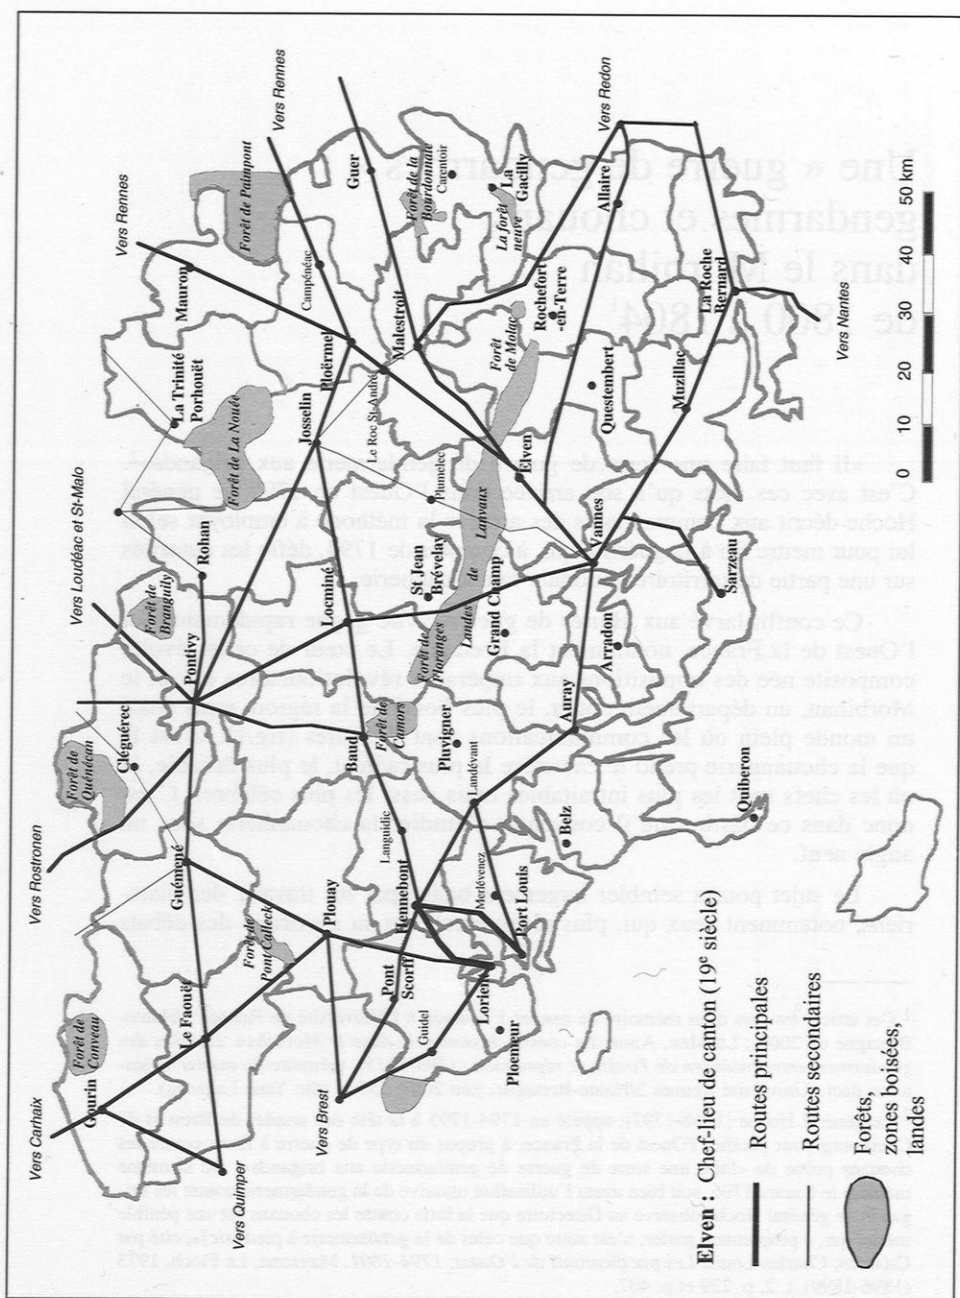 Vers Carhaix
Vers Rostronen
Vers Loudéac et St-Malo
Vers Rennes
Vers Rennes
Forêt de
Conveau
Gourin
Le Faouët
Vers Quimper
Guéméné
Forêt de
Pont Calleck
Forêt de
Quénécan
Cléguérec
Pontivy
Forêt de
Branguily
Rohan
Forêt de La Nouée
La Trinité
Porhouët
Mauron
Forêt de Paimpont
Guer
Campénéac
Ploërme
Josselin
Le Roc St-André
Malestroit
Forêt de la
Bourdonnaie
Carentoir
La forêt
neuve
La
Gacilly
Vers Redon
Allaire
Rochefort
-en-Terre
Forêt
de Molac
Locminé
Plumelec
St Jean
Brévelay
Landes de Lanvaux
Forêt de
Floranges
Grand Champ
Elven
Questembert
La Roche
Bernard
Muzillac
Vers Nantes
Vannes
Sarzeau
Arradon
Auray
Baud
Forêt de
Camors
Pluvigner
Landévant
Languidic
Hennebont
Merlévenez
Belz
Quiberon
Port Louis
Plouay
Pont
Scorff
Guidel
Lorient
Ploemeur
Vers Brest
0 10 20 30 40 50 km
Elven : Chef-lieu de canton (19e siècle)
Routes principales
Routes secondaires
Forêts,
zones boisées,
landes